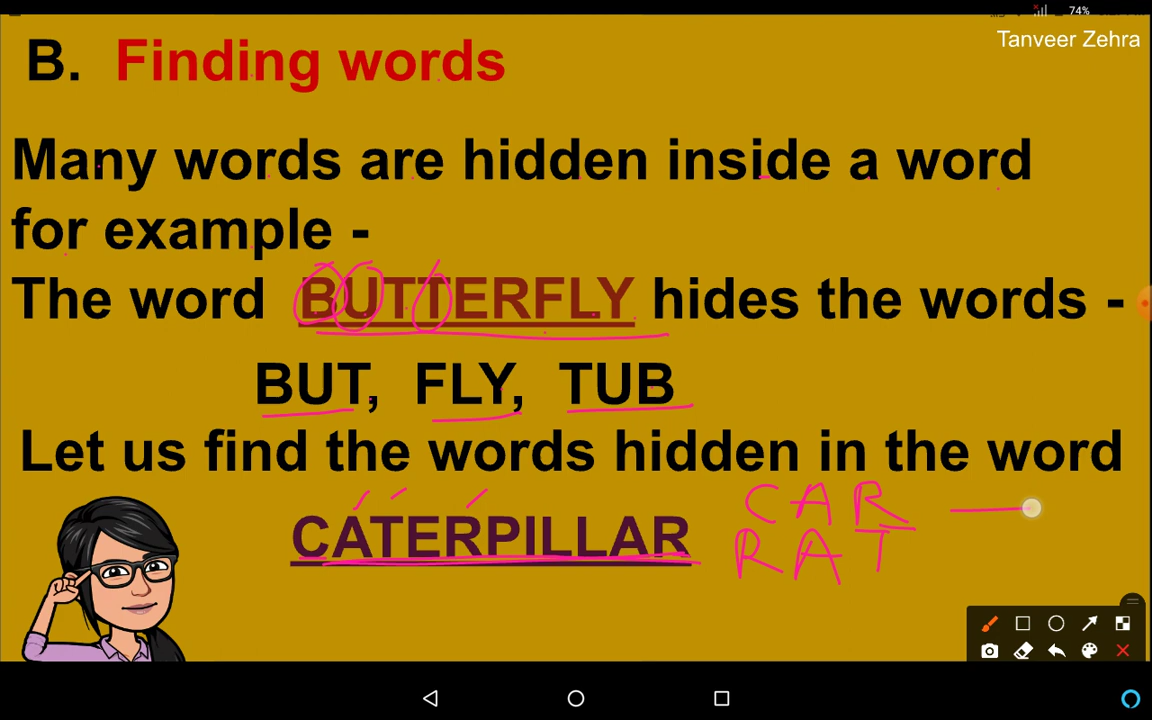 74%
Tanveer Zehra
B. Finding words
Many words are hidden inside a word
for example -
The word BUTTERFLY hides the words -
BUT, FLY, TUB
Let us find the words hidden in the word
CATERPILLAR
CAR
RAT